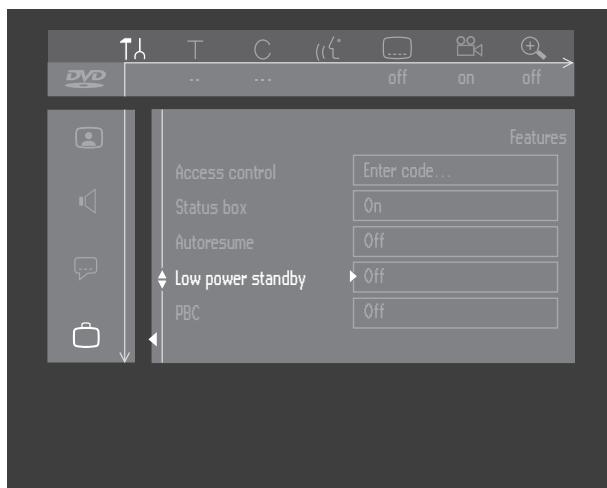 T C
DVD -- --- off on off
Features
Access control Enter code...
Status box On
Autoresume Off
Low power standby Off
PBC Off